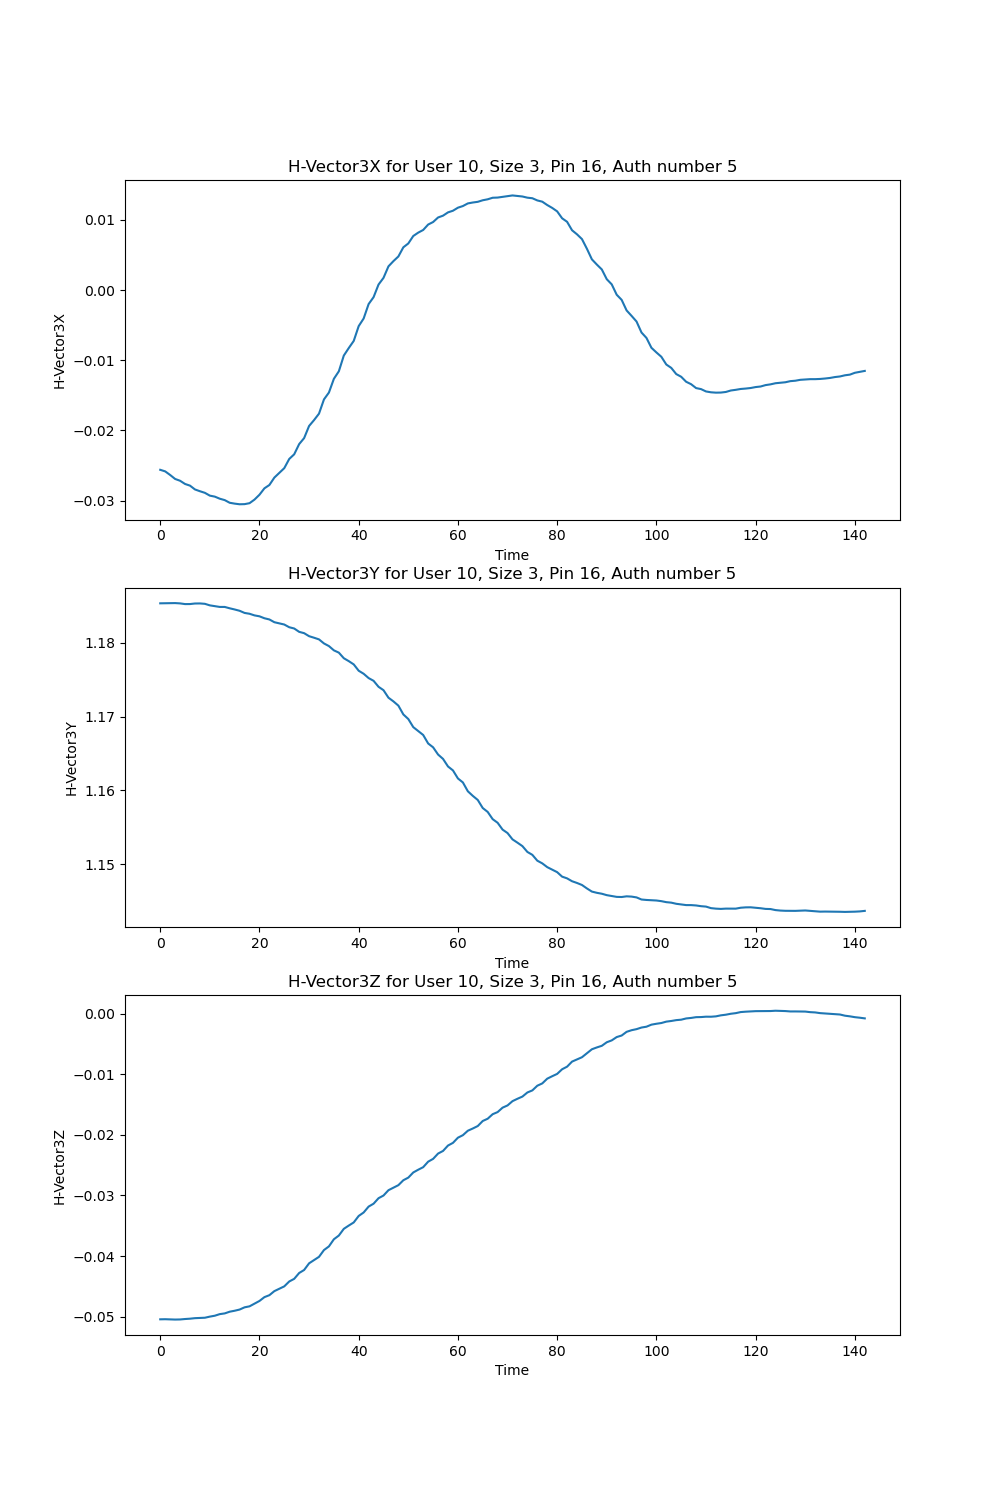 H-Vector3X for User 10, Size 3, Pin 16, Auth number 5
0.01
0.00
−0.01
−0.02
−0.03
H-Vector3X
0 20 40 60 80 100 120 140
Time
H-Vector3Y for User 10, Size 3, Pin 16, Auth number 5
1.18
1.17
1.16
1.15
H-Vector3Y
0 20 40 60 80 100 120 140
Time
H-Vector3Z for User 10, Size 3, Pin 16, Auth number 5
0.00
−0.01
−0.02
−0.03
−0.04
−0.05
H-Vector3Z
0 20 40 60 80 100 120 140
Time